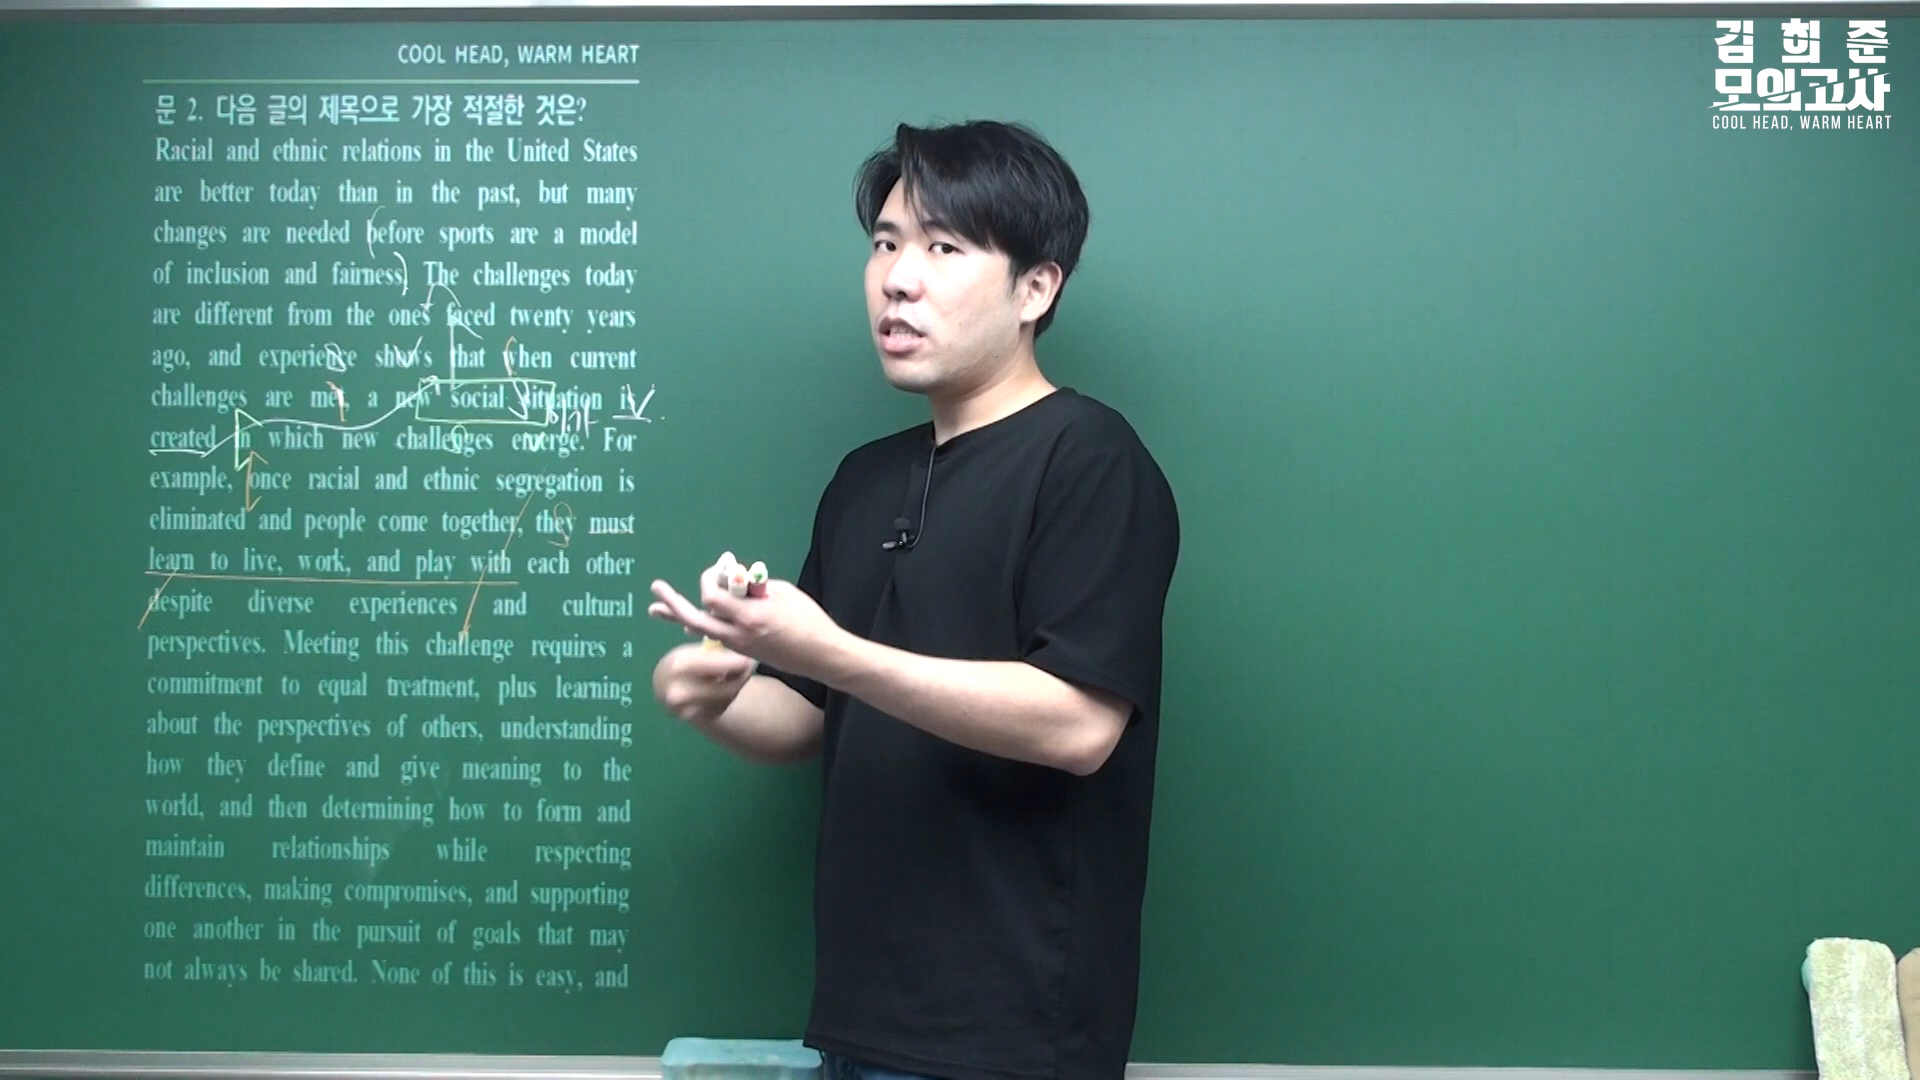 COOL HEAD, WARM HEART
문 2. 다음 글의 제목으로 가장 적절한 것은?
Racial and ethnic relations in the United States
are better today than in the past, but many
changes are needed before sports are a model
of inclusion and fairness. The challenges today
are different from the ones faced twenty years
ago, and experience shows that when current
challenges are met, a new social situation is
created in which new challenges emerge. For
example, once racial and ethnic segregation is
eliminated and people come together, they must
learn to live, work, and play with each other
despite diverse experiences and cultural
perspectives. Meeting this challenge requires a
commitment to equal treatment, plus learning
about the perspectives of others, understanding
how they define and give meaning to the
world, and then determining how to form and
maintain relationships while respecting
differences, making compromises, and supporting
one another in the pursuit of goals that may
not always be shared. None of this is easy, and
김희준
모의고사
COOL HEAD, WARM HEART